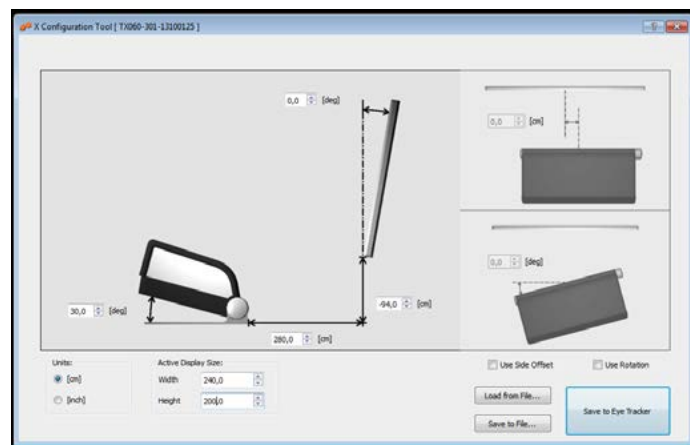 X Configuration Tool [ TX060-301-13100125 ]
0,0 [deg]
0,0 [cm]
0,0 [deg]
30,0 [deg]
-94,0 [cm]
280,0 [cm]
Units:
[cm]
[inch]
Active Display Size:
Width 240,0
Height 200,0
Use Side Offset
Use Rotation
Load from File...
Save to File...
Save to Eye Tracker